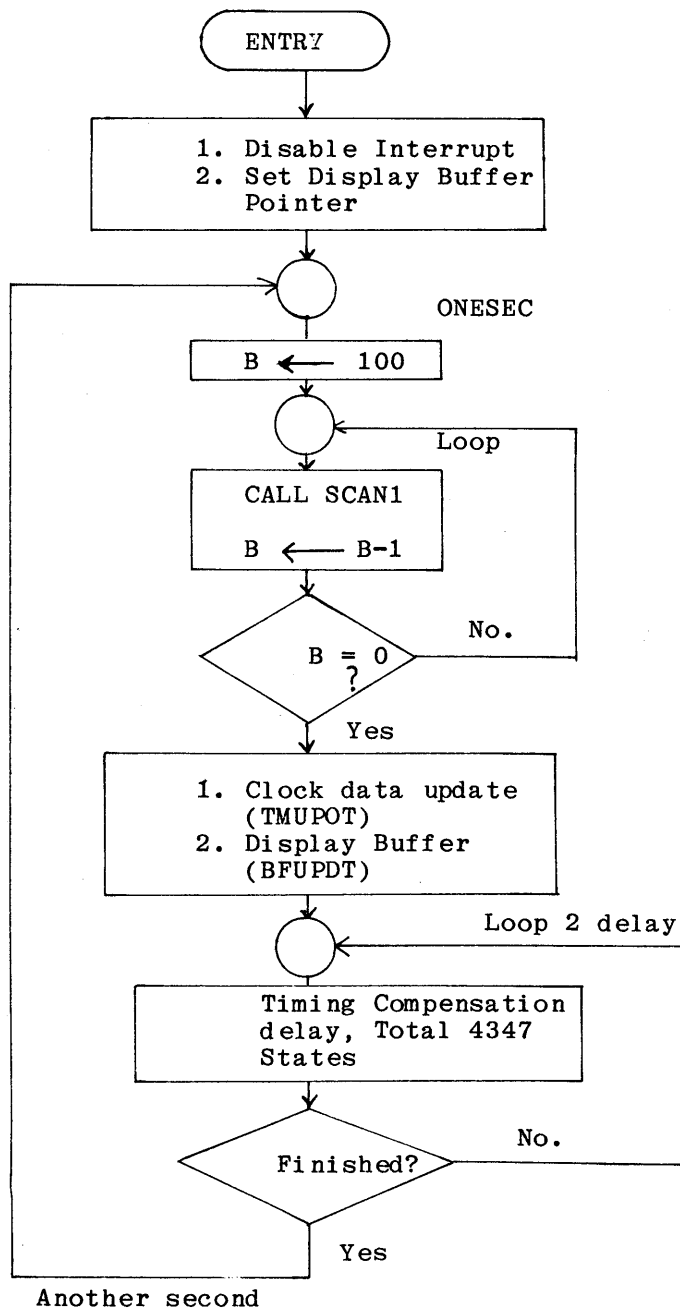 ENTRY
1. Disable Interrupt
2. Set Display Buffer
Pointer
ONESEC
B ← 100
Loop
CALL SCAN1
B ← B-1
B = 0
?
No.
Yes
1. Clock data update
(TMUPOT)
2. Display Buffer
(BFUPDT)
Loop 2 delay
Timing Compensation
delay, Total 4347
States
Finished?
No.
Yes
Another second